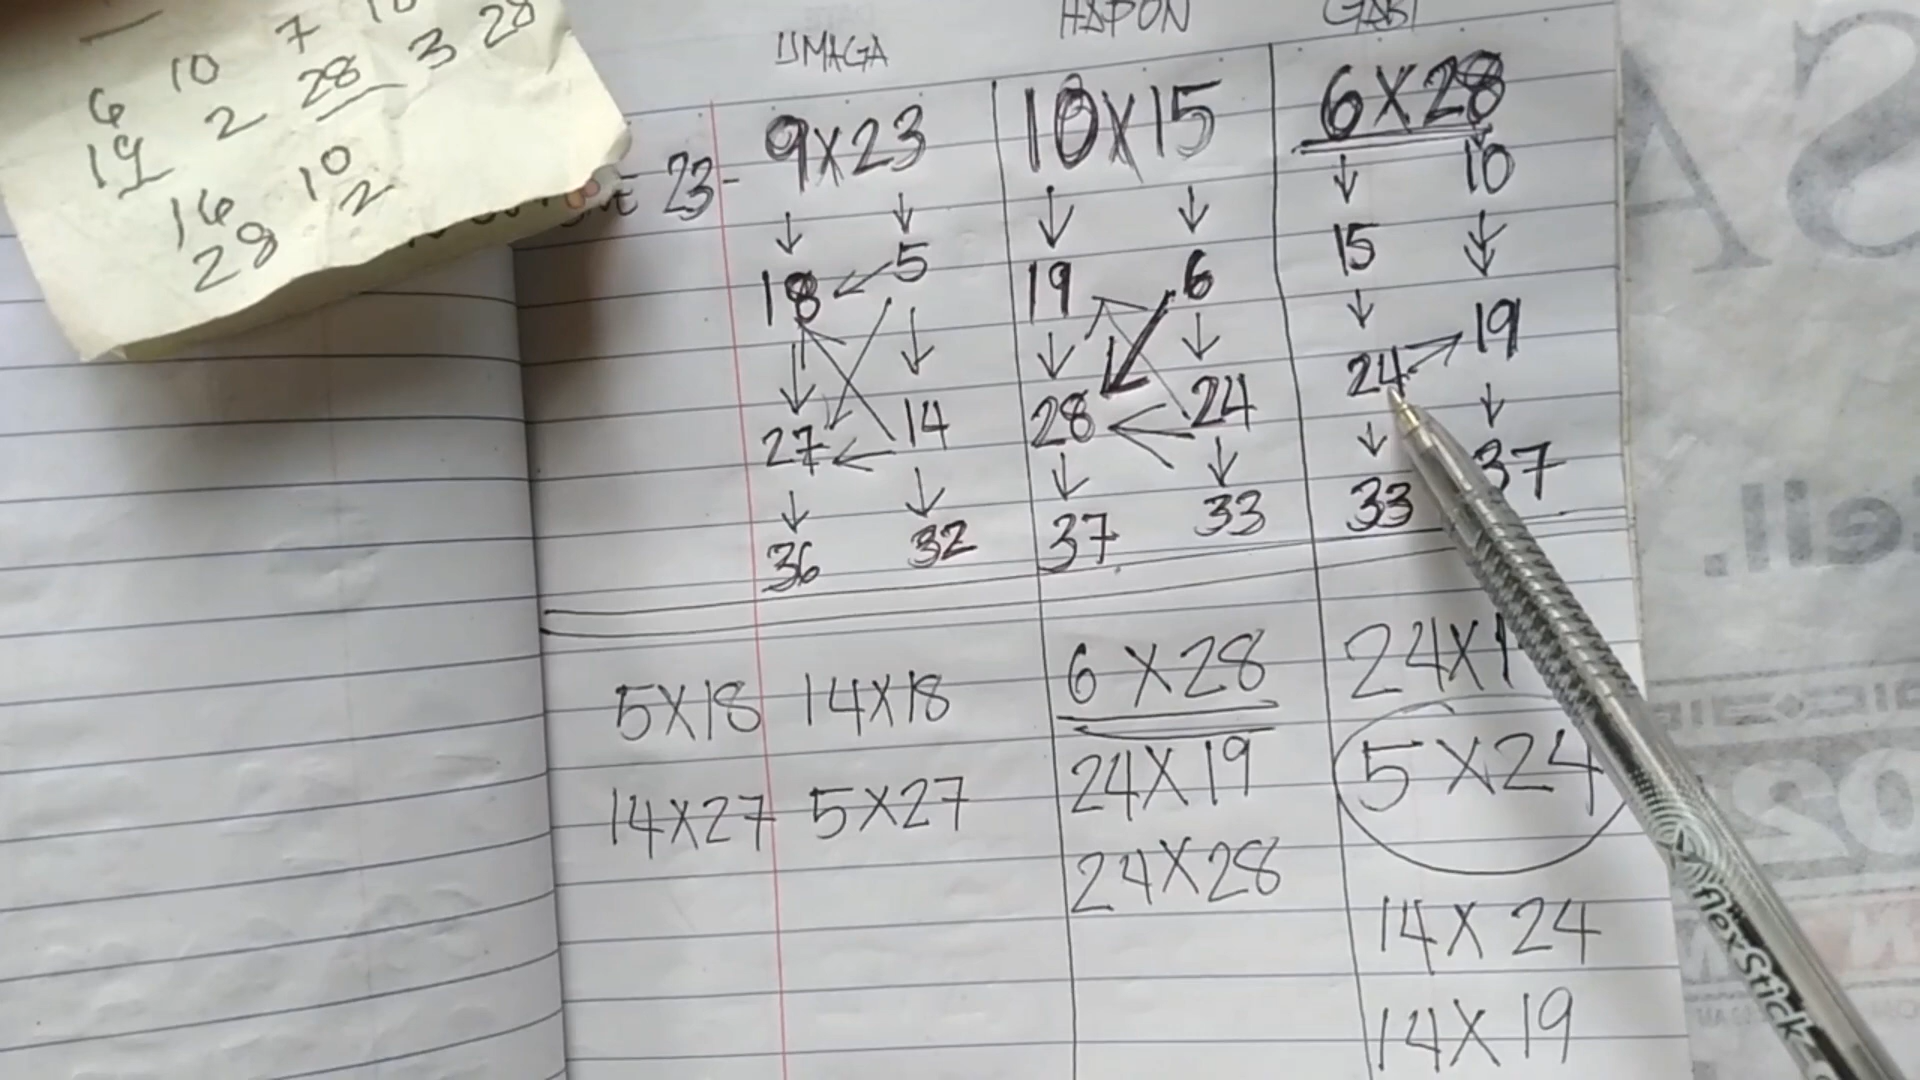 7
6 10 28 3 28
19 2
16 10
28 2
UMAGA HAPON GABI
23- 9X23 10X15 6X28
18 5 19 6 15 10
27 14 28 24 24 19
36 32 37 33 33 37
5X18 14X18 6X28
14X27 5X27 24X19 5X24
24X28 14X24
14X19
flexstick